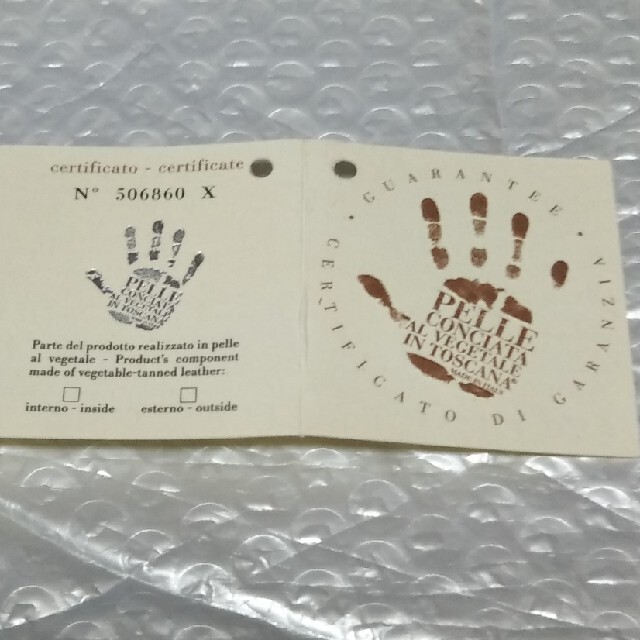 certificato - certificate
N° 506860 X
PELLE
CONCIATA
AL VEGETALE
IN TOSCANA
Parte del prodotto realizzato in pelle
al vegetale - Product's component
made of vegetable-tanned leather:
interno - inside esterno - outside
GUARANTEE
CERTIFICATO DI GARANZIA
PELLE
CONCIATA
AL VEGETALE
IN TOSCANA